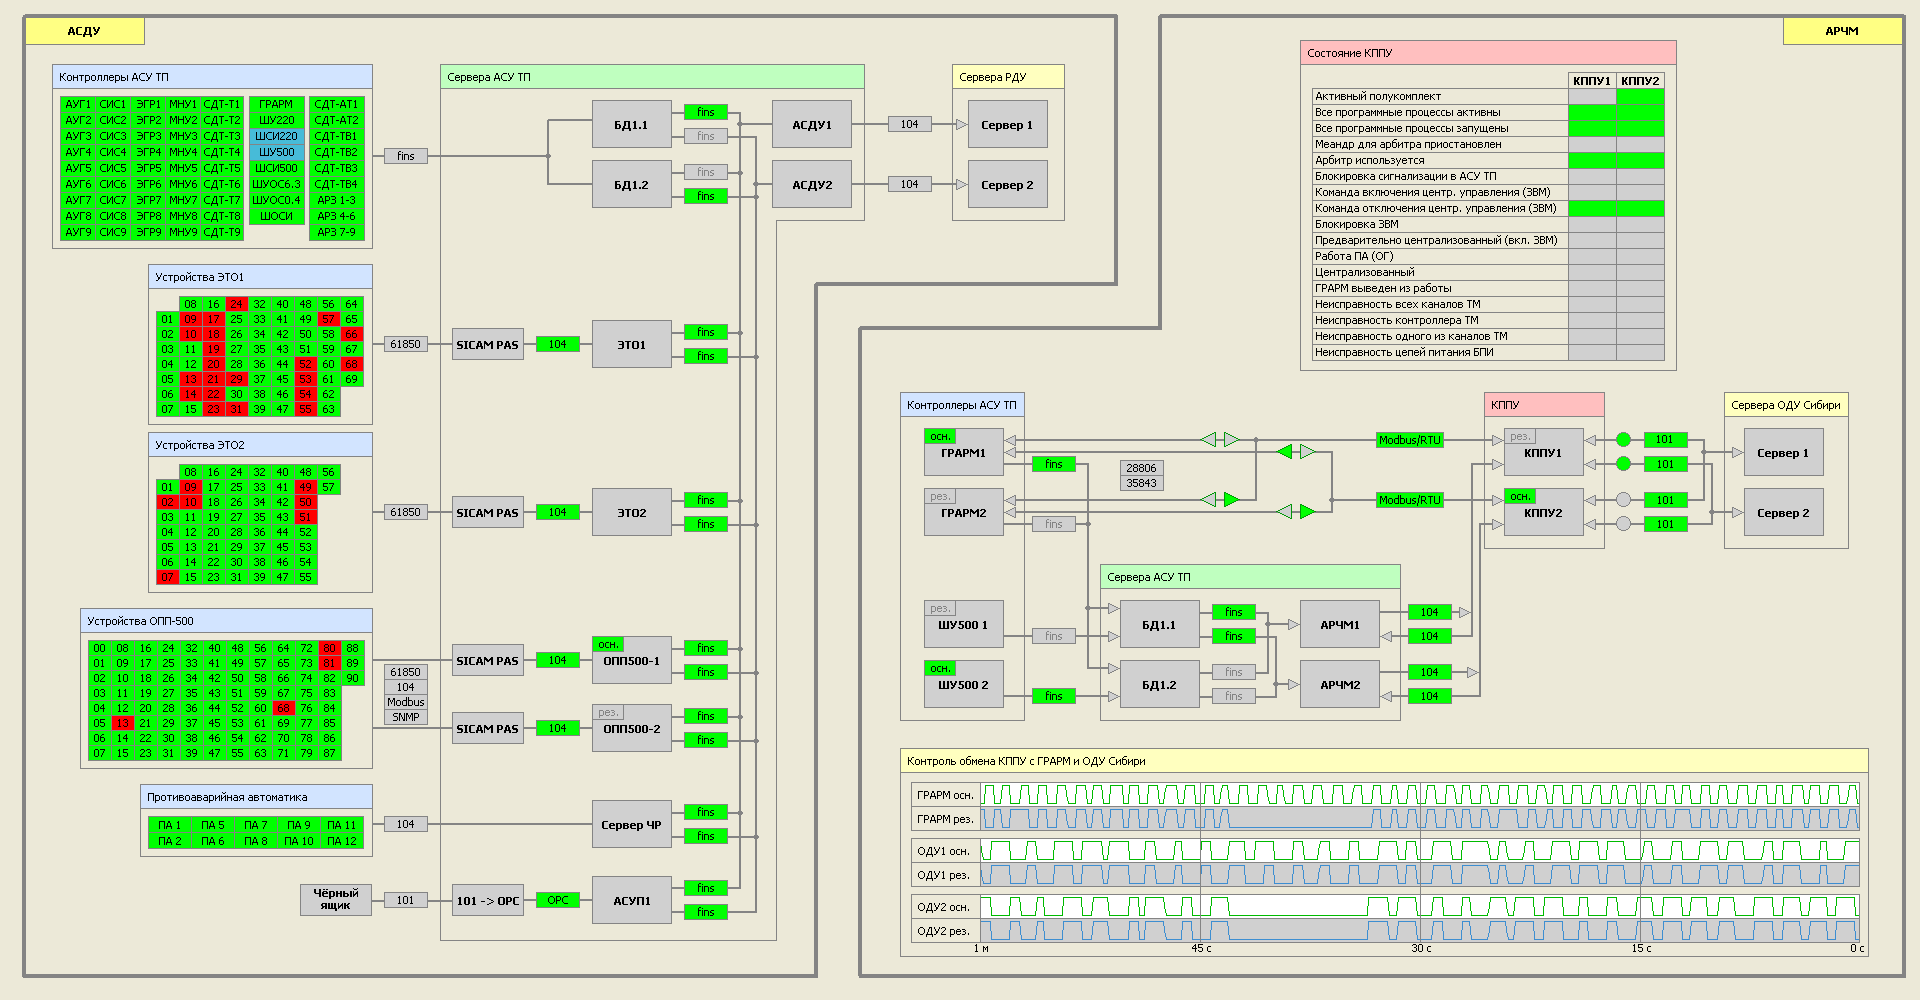 АСДУ
Контроллеры АСУ ТП
АУГ1 СИС1 ЭГР1 МНУ1 СДТ-Т1 ГРАРМ СДТ-АТ1
АУГ2 СИС2 ЭГР2 МНУ2 СДТ-Т2 ШУ220 СДТ-АТ2
АУГ3 СИС3 ЭГР3 МНУ3 СДТ-Т3 ШСИ220 СДТ-ТВ1
АУГ4 СИС4 ЭГР4 МНУ4 СДТ-Т4 ШУ500 СДТ-ТВ2
АУГ5 СИС5 ЭГР5 МНУ5 СДТ-Т5 ШСИ500 СДТ-ТВ3
АУГ6 СИС6 ЭГР6 МНУ6 СДТ-Т6 ШУОС6.3 СДТ-ТВ4
АУГ7 СИС7 ЭГР7 МНУ7 СДТ-Т7 ШУОС0.4 АРЗ 1-3
АУГ8 СИС8 ЭГР8 МНУ8 СДТ-Т8 ШОСИ АРЗ 4-6
АУГ9 СИС9 ЭГР9 МНУ9 СДТ-Т9 АРЗ 7-9
fins
Сервера АСУ ТП
БД1.1 fins fins АСДУ1 104
БД1.2 fins fins АСДУ2 104
Сервера РДУ
Сервер 1
Сервер 2
Устройства ЭТО1
08 16 24 32 40 48 56 64
01 09 17 25 33 41 49 57 65
02 10 18 26 34 42 50 58 66
03 11 19 27 35 43 51 59 67
04 12 20 28 36 44 52 60 68
05 13 21 29 37 45 53 61 69
06 14 22 30 38 46 54 62
07 15 23 31 39 47 55 63
61850 SICAM PAS 104 ЭТО1 fins fins
Устройства ЭТО2
08 16 24 32 40 48 56
01 09 17 25 33 41 49 57
02 10 18 26 34 42 50
03 11 19 27 35 43 51
04 12 20 28 36 44 52
05 13 21 29 37 45 53
06 14 22 30 38 46 54
07 15 23 31 39 47 55
61850 SICAM PAS 104 ЭТО2 fins fins
Устройства ОПП-500
00 08 16 24 32 40 48 56 64 72 80 88
01 09 17 25 33 41 49 57 65 73 81 89
02 10 18 26 34 42 50 58 66 74 82 90
03 11 19 27 35 43 51 59 67 75 83
04 12 20 28 36 44 52 60 68 76 84
05 13 21 29 37 45 53 61 69 77 85
06 14 22 30 38 46 54 62 70 78 86
07 15 23 31 39 47 55 63 71 79 87
61850
104
Modbus
SNMP
SICAM PAS 104 осн. ОПП500-1 fins fins
SICAM PAS 104 рез. ОПП500-2 fins fins
Противоаварийная автоматика
ПА 1 ПА 5 ПА 7 ПА 9 ПА 11
ПА 2 ПА 6 ПА 8 ПА 10 ПА 12
104 Сервер ЧР fins fins
Чёрный
ящик
101 101 -> OPC OPC АСУП1 fins fins
АРЧМ
Состояние КППУ
КППУ1 КППУ2
Активный полукомплект
Все программные процессы активны
Все программные процессы запущены
Меандр для арбитра приостановлен
Арбитр используется
Блокировка сигнализации в АСУ ТП
Команда включения центр. управления (ЗВМ)
Команда отключения центр. управления (ЗВМ)
Блокировка ЗВМ
Предварительно централизованный (вкл. ЗВМ)
Работа ПА (ОГ)
Централизованный
ГРАРМ выведен из работы
Неисправность всех каналов ТМ
Неисправность контроллера ТМ
Неисправность одного из каналов ТМ
Неисправность цепей питания БПИ
Контроллеры АСУ ТП
осн.
ГРАРМ1
fins
рез.
ГРАРМ2
fins
28806
35843
Modbus/RTU
Modbus/RTU
КППУ
рез.
КППУ1
осн.
КППУ2
101
101
101
101
Сервера ОДУ Сибири
Сервер 1
Сервер 2
рез.
ШУ500 1
fins
осн.
ШУ500 2
fins
Сервера АСУ ТП
БД1.1 fins fins АРЧМ1 104 104
БД1.2 fins fins АРЧМ2 104 104
Контроль обмена КППУ с ГРАРМ и ОДУ Сибири
ГРАРМ осн.
ГРАРМ рез.
ОДУ1 осн.
ОДУ1 рез.
ОДУ2 осн.
ОДУ2 рез.
1 м 45 с 30 с 15 с 0 с